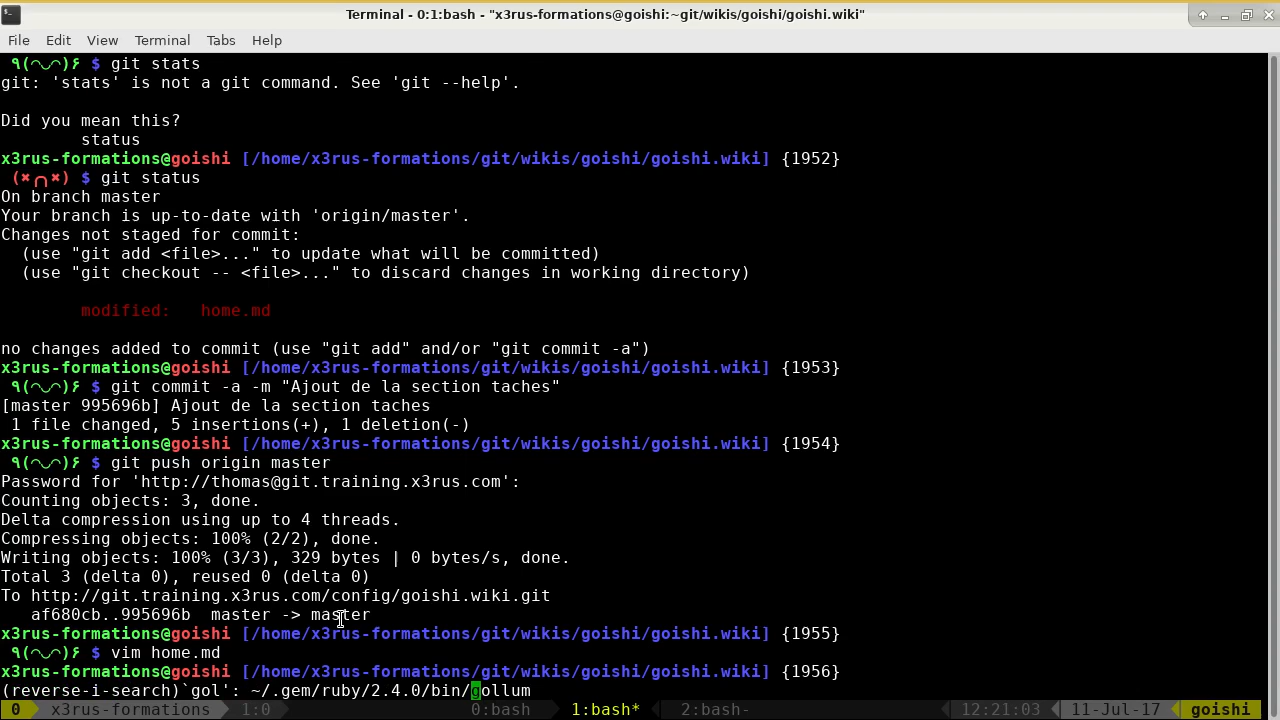 Terminal - 0:1:bash - "x3rus-formations@goishi:~git/wikis/goishi/goishi.wiki"
File Edit View Terminal Tabs Help
٩(◠◡◠)۶ $ git stats
git: 'stats' is not a git command. See 'git --help'.
Did you mean this?
status
x3rus-formations@goishi [/home/x3rus-formations/git/wikis/goishi/goishi.wiki] {1952}
(✖╭╮✖) $ git status
On branch master
Your branch is up-to-date with 'origin/master'.
Changes not staged for commit:
(use "git add <file>..." to update what will be committed)
(use "git checkout -- <file>..." to discard changes in working directory)
modified:   home.md
no changes added to commit (use "git add" and/or "git commit -a")
x3rus-formations@goishi [/home/x3rus-formations/git/wikis/goishi/goishi.wiki] {1953}
٩(◠◡◠)۶ $ git commit -a -m "Ajout de la section taches"
[master 995696b] Ajout de la section taches
1 file changed, 5 insertions(+), 1 deletion(-)
x3rus-formations@goishi [/home/x3rus-formations/git/wikis/goishi/goishi.wiki] {1954}
٩(◠◡◠)۶ $ git push origin master
Password for 'http://thomas@git.training.x3rus.com':
Counting objects: 3, done.
Delta compression using up to 4 threads.
Compressing objects: 100% (2/2), done.
Writing objects: 100% (3/3), 329 bytes | 0 bytes/s, done.
Total 3 (delta 0), reused 0 (delta 0)
To http://git.training.x3rus.com/config/goishi.wiki.git
af680cb..995696b  master -> master
x3rus-formations@goishi [/home/x3rus-formations/git/wikis/goishi/goishi.wiki] {1955}
٩(◠◡◠)۶ $ vim home.md
x3rus-formations@goishi [/home/x3rus-formations/git/wikis/goishi/goishi.wiki] {1956}
(reverse-i-search)`gol': ~/.gem/ruby/2.4.0/bin/gollum
0 x3rus-formations 1:0 0:bash 1:bash* 2:bash- 12:21:03 11-Jul-17 goishi